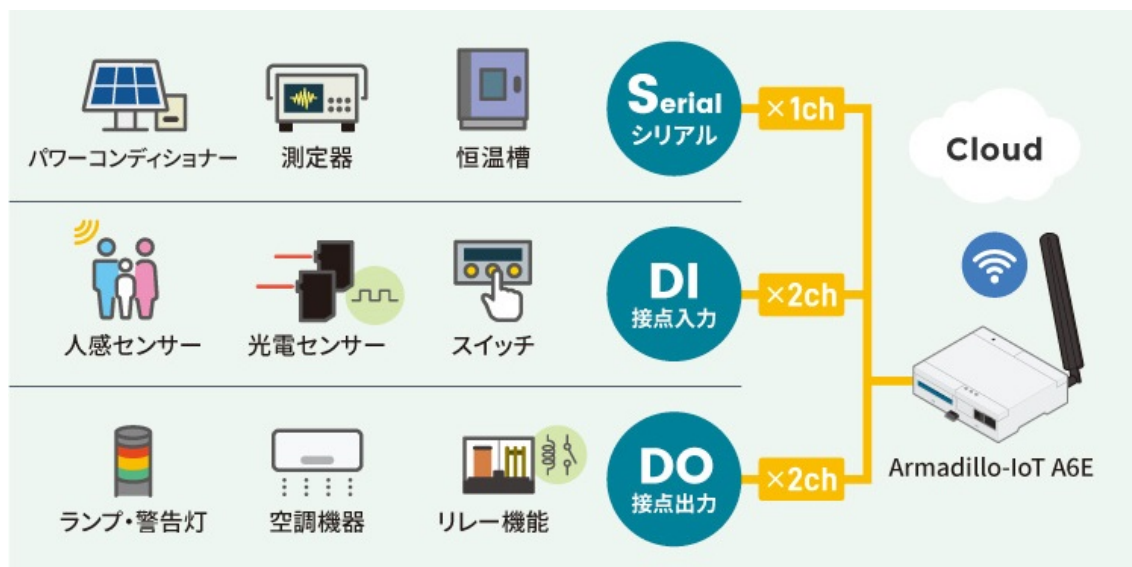 パワーコンディショナー
測定器
恒温槽
Serial
シリアル
×1ch
Cloud
人感センサー
光電センサー
スイッチ
DI
接点入力
×2ch
ランプ・警告灯
空調機器
リレー機能
DO
接点出力
×2ch
Armadillo-IoT A6E